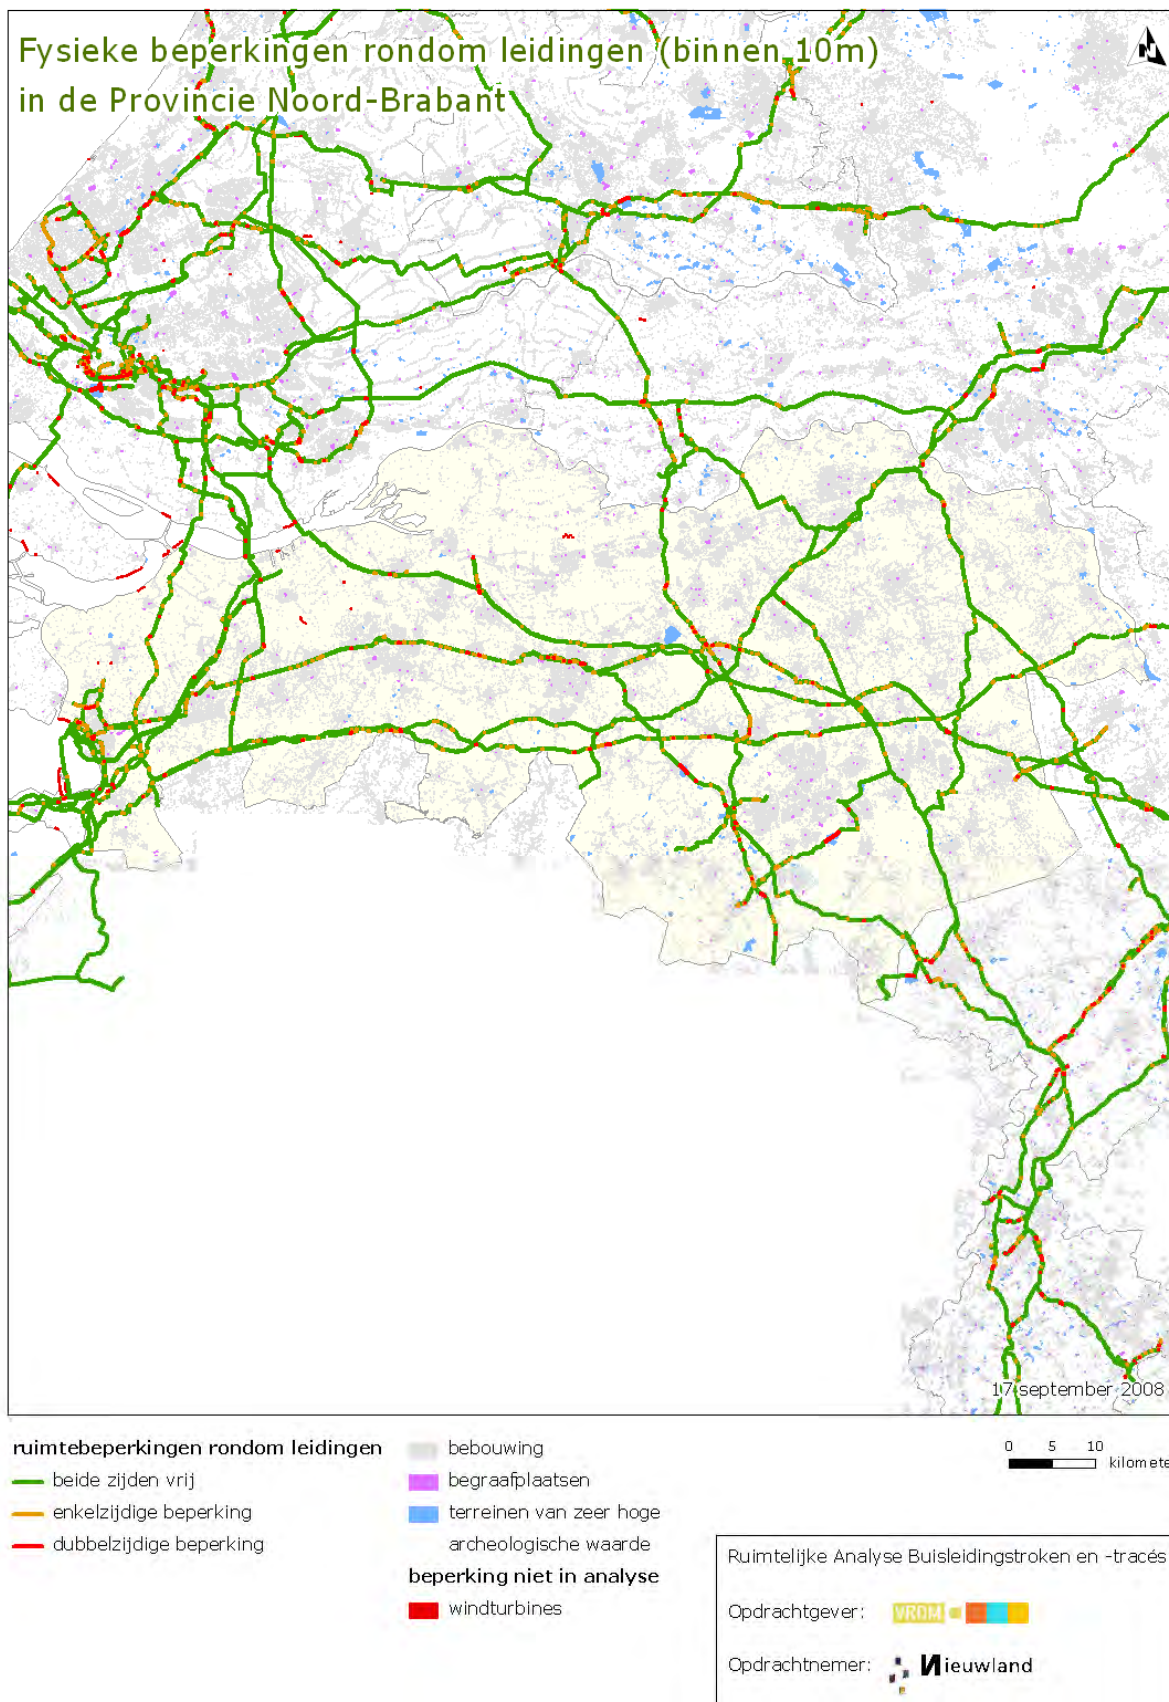 Fysieke beperkingen rondom leidingen (binnen 10m)
in de Provincie Noord-Brabant
N
17 september 2008
ruimtebeperkingen rondom leidingen
beide zijden vrij
enkelzijdige beperking
dubbelzijdige beperking
bebouwing
begraafplaatsen
terreinen van zeer hoge
archeologische waarde
beperking niet in analyse
windturbines
0 5 10
kilomete
Ruimtelijke Analyse Buisleidingstroken en -tracés
Opdrachtgever: VROM
Opdrachtnemer: Nieuwland